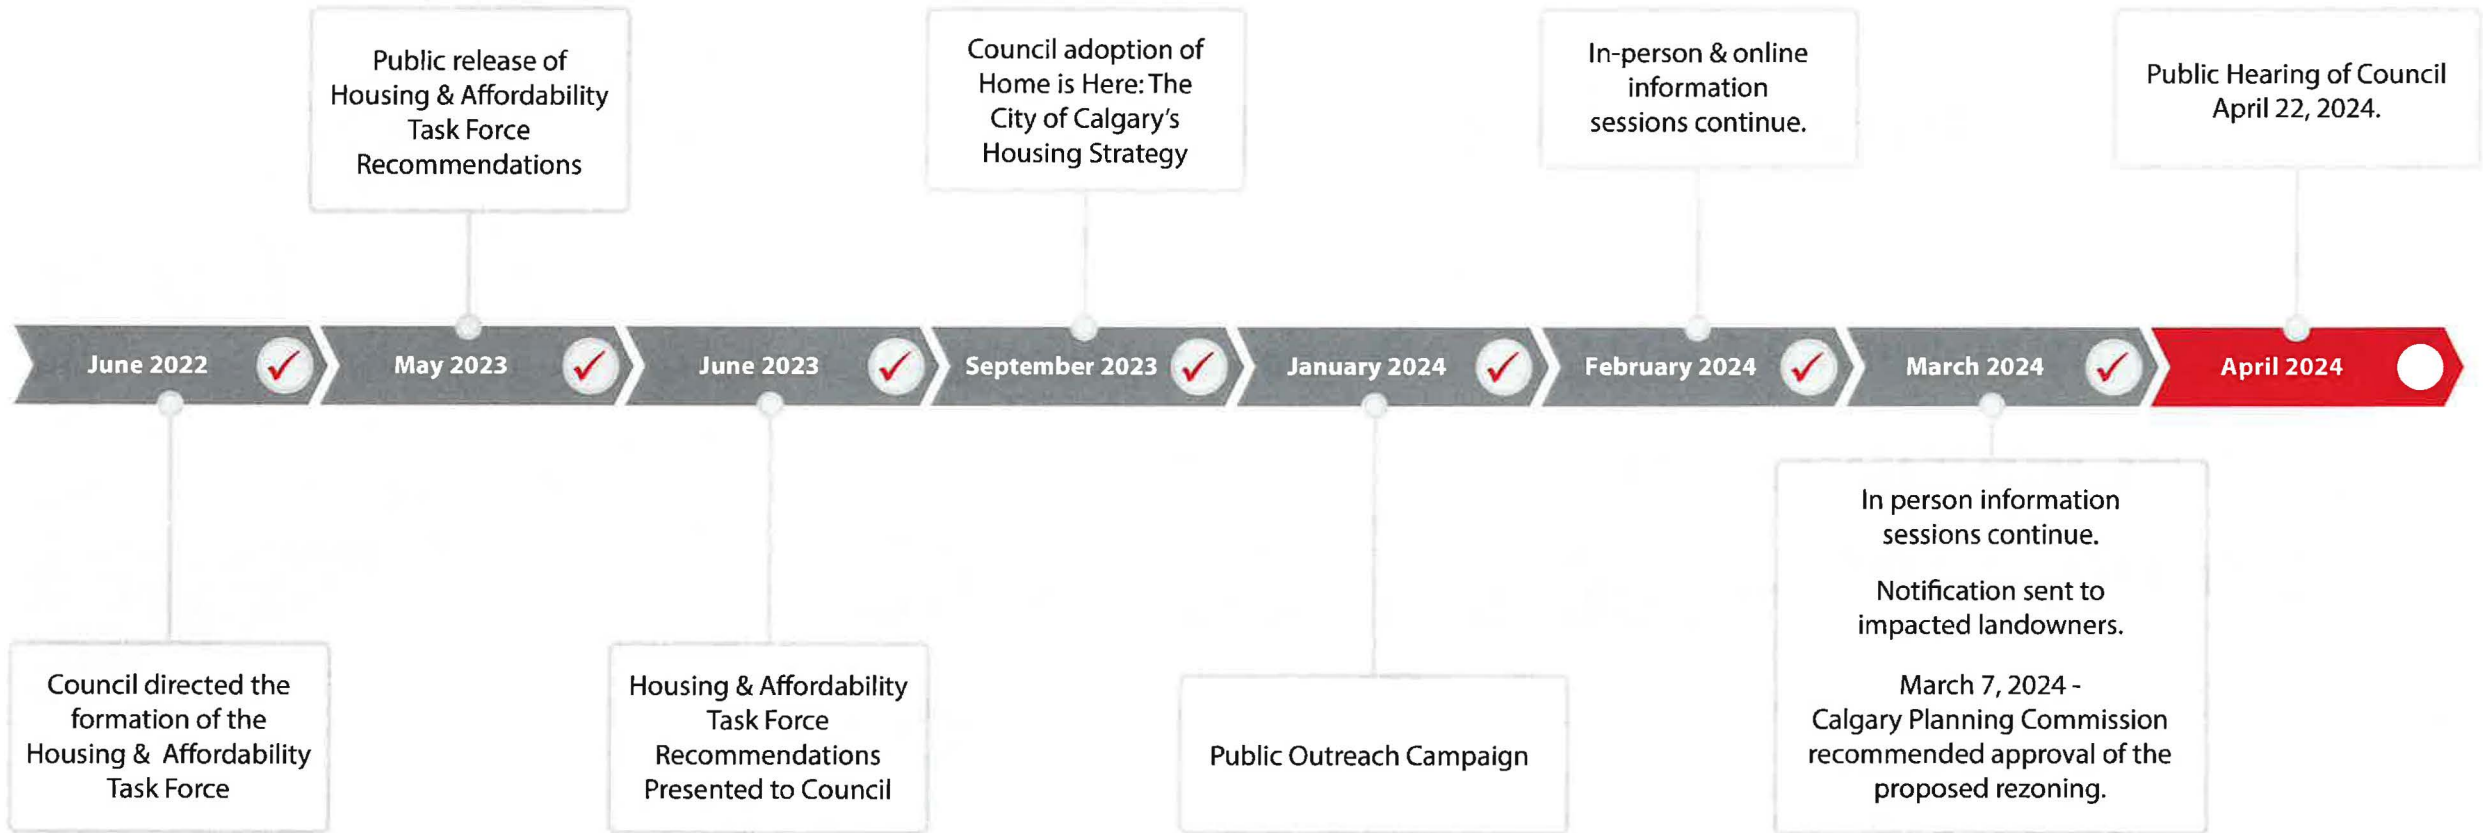 Public release of
Housing & Affordability
Task Force
Recommendations
Council adoption of
Home is Here: The
City of Calgary's
Housing Strategy
In-person & online
information
sessions continue.
Public Hearing of Council
April 22, 2024.
June 2022
May 2023
June 2023
September 2023
January 2024
February 2024
March 2024
April 2024
Council directed the
formation of the
Housing & Affordability
Task Force
Housing & Affordability
Task Force
Recommendations
Presented to Council
Public Outreach Campaign
In person information
sessions continue.
Notification sent to
impacted landowners.
March 7, 2024 -
Calgary Planning Commission
recommended approval of the
proposed rezoning.